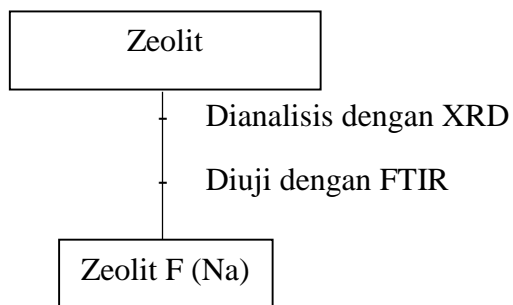 Zeolit
Dianalisis dengan XRD
Diuji dengan FTIR
Zeolit F (Na)